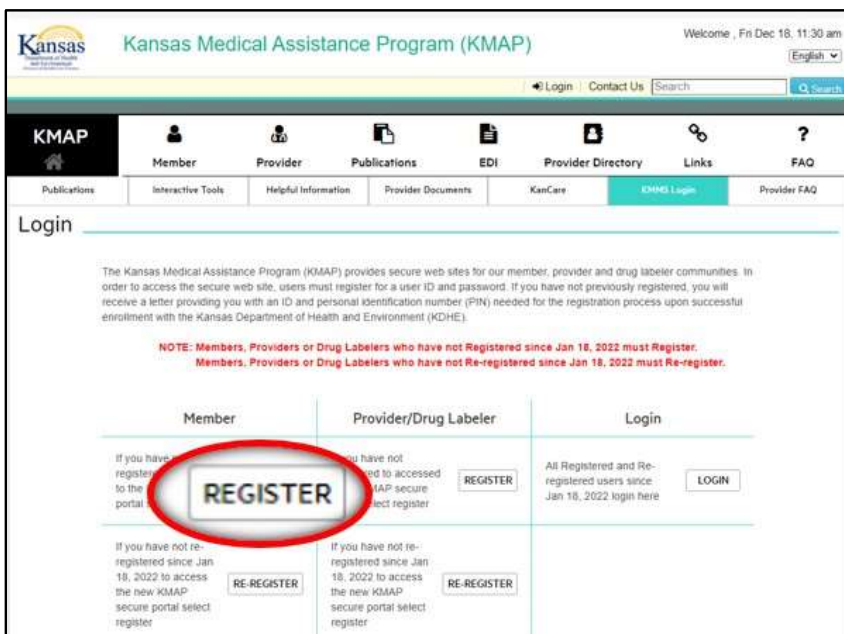 Kansas
Kansas Medical Assistance Program (KMAP)
Welcome , Fri Dec 18, 11:30 am
English
Login
Contact Us
Search
Search
KMAP
Member
Provider
Publications
EDI
Provider Directory
Links
?
FAQ
Publications
Interactive Tools
Helpful Information
Provider Documents
KanCare
KMMS Login
Provider FAQ
Login
The Kansas Medical Assistance Program (KMAP) provides secure web sites for our member, provider and drug labeler communities. In
order to access the secure web site, users must register for a user ID and password. If you have not previously registered, you will
receive a letter providing you with an ID and personal identification number (PIN) needed for the registration process upon successful
enrollment with the Kansas Department of Health and Environment (KDHE).
NOTE: Members, Providers or Drug Labelers who have not Registered since Jan 18, 2022 must Register.
Members, Providers or Drug Labelers who have not Re-registered since Jan 18, 2022 must Re-register.
Member
Provider/Drug Labeler
Login
If you have
to the
REGISTER
have not
to accessed
secure
register
REGISTER
All Registered and Re-
registered users since
Jan 18, 2022 login here
LOGIN
If you have not re-
registered since Jan
18, 2022 to access
the new KMAP
secure portal select
register
RE-REGISTER
If you have not re-
registered since Jan
18, 2022 to access
the new KMAP
secure portal select
register
RE-REGISTER